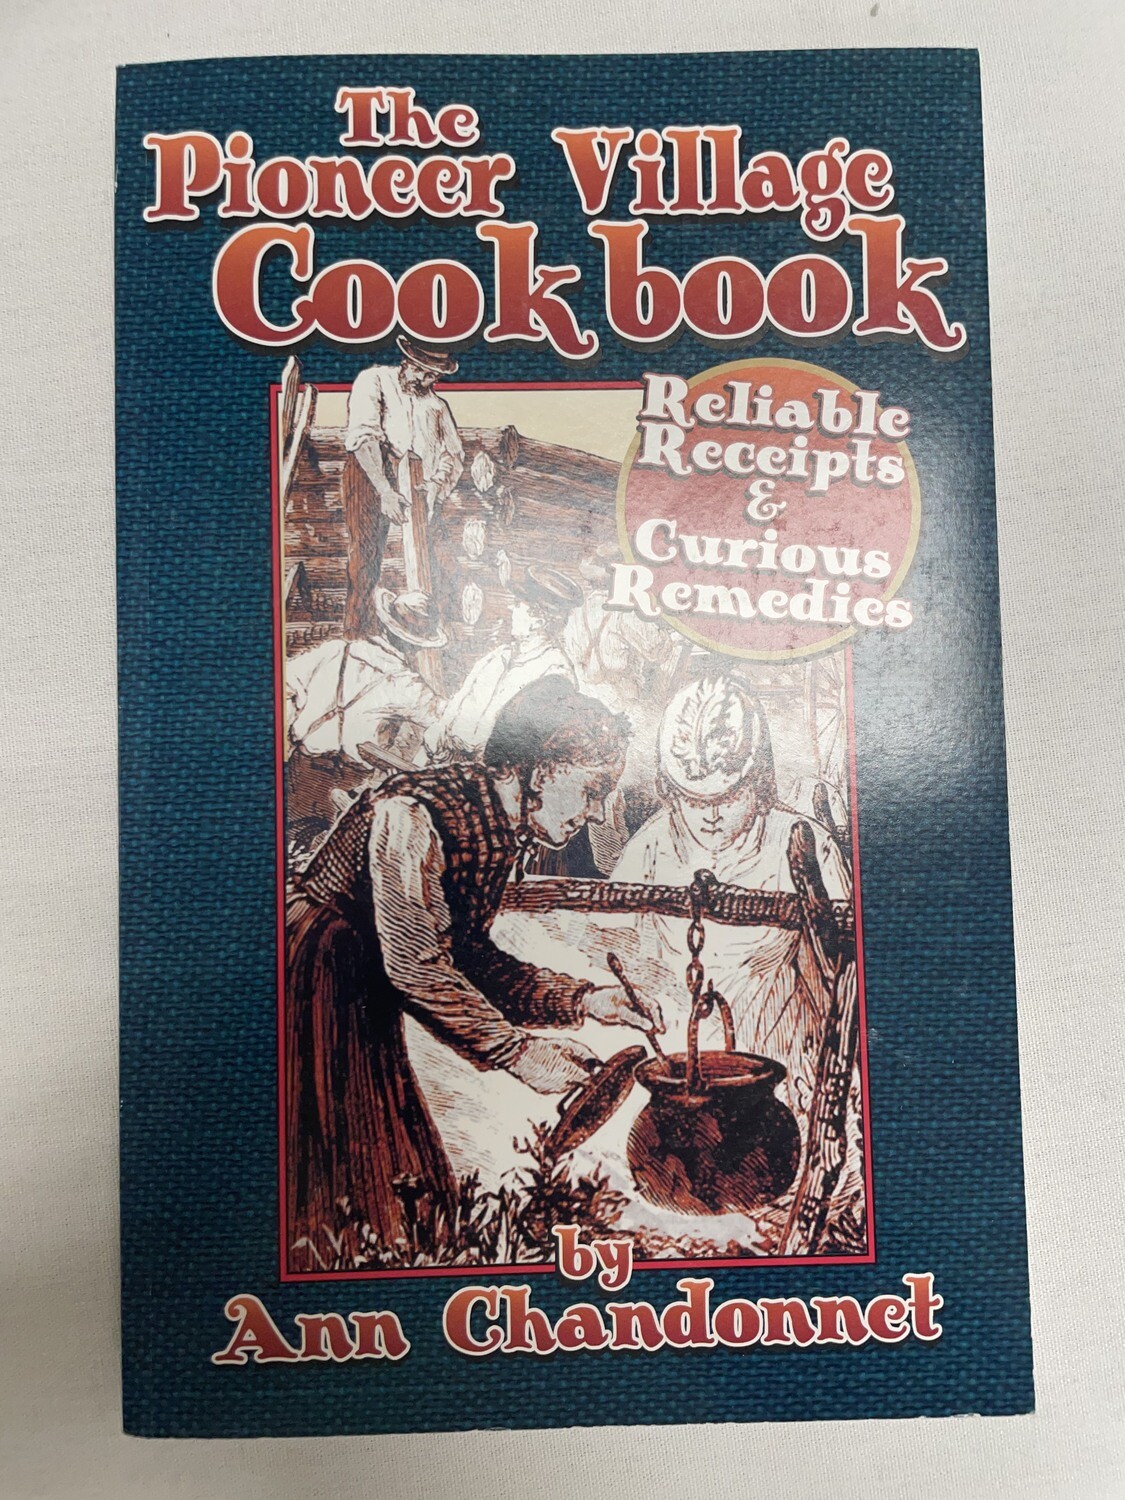 The
Pioneer Village
Cookbook
Reliable
Receipts
&
Curious
Remedies
by
Ann Chandonnet